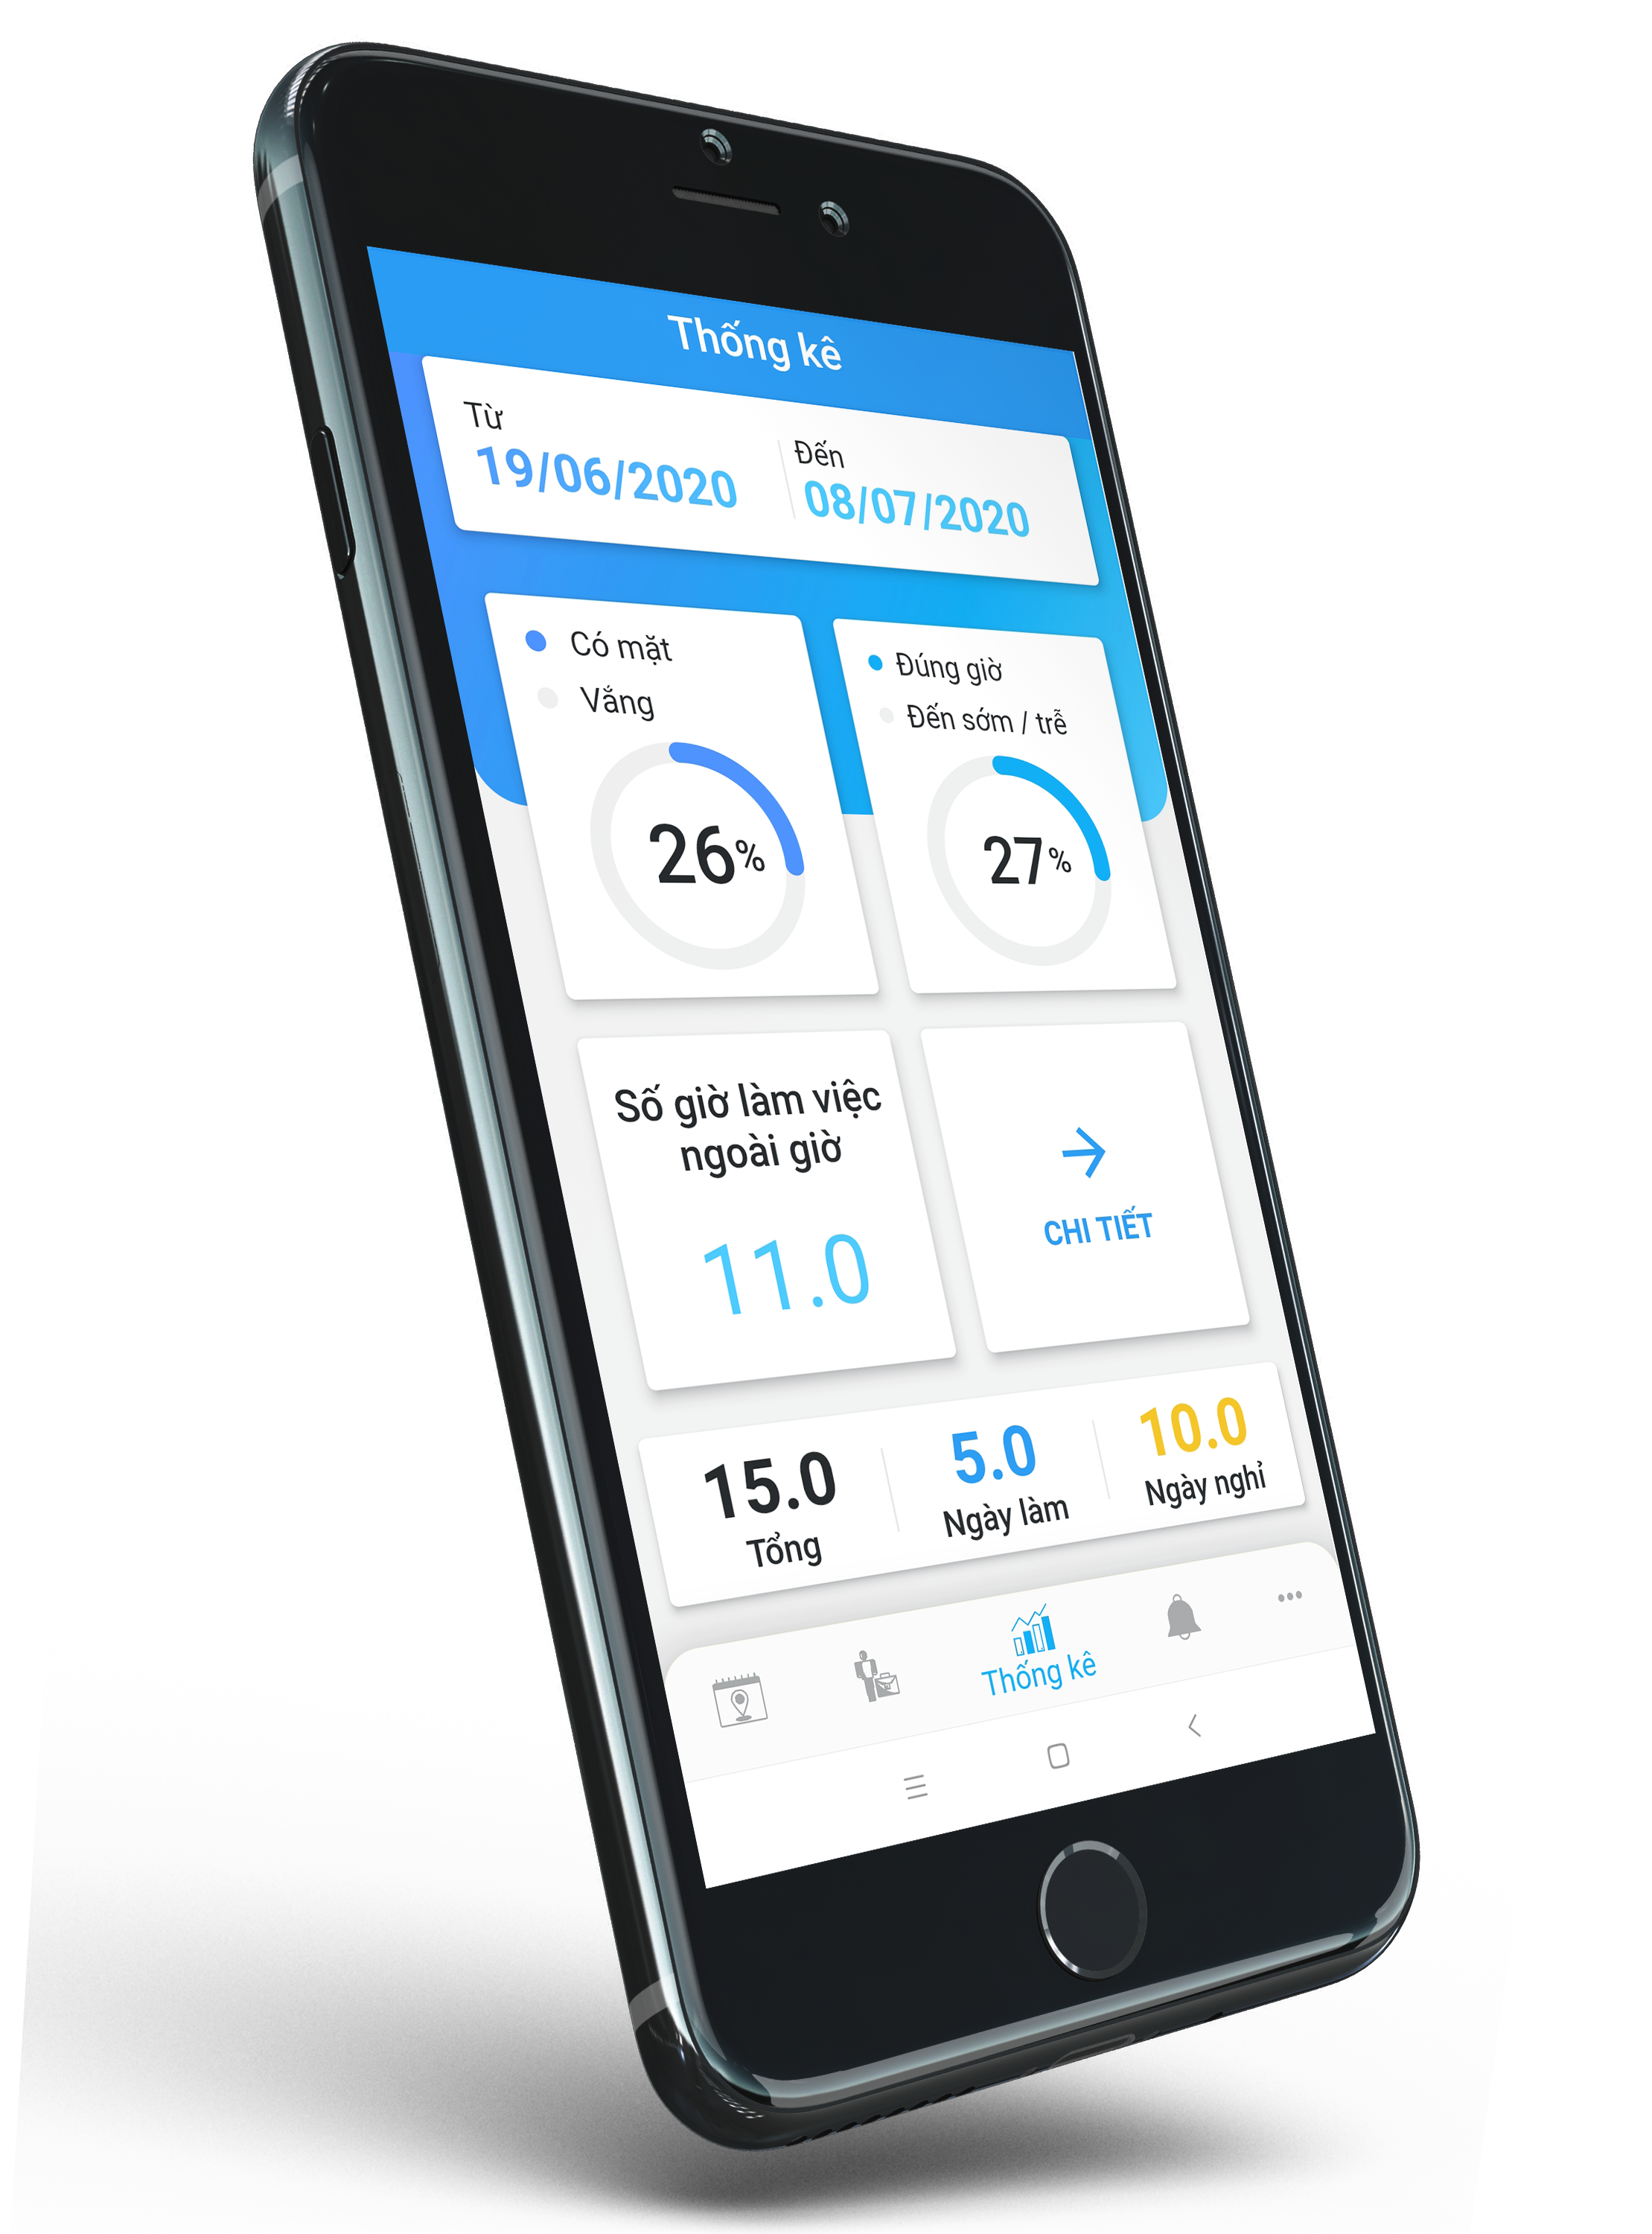 Thống kê
Từ
19/06/2020
Đến
08/07/2020
Có mặt
Vắng
26%
Đúng giờ
Đến sớm / trễ
27%
Số giờ làm việc
ngoài giờ
11.0
CHI TIẾT
15.0
Tổng
5.0
Ngày làm
10.0
Ngày nghỉ
Thống kê